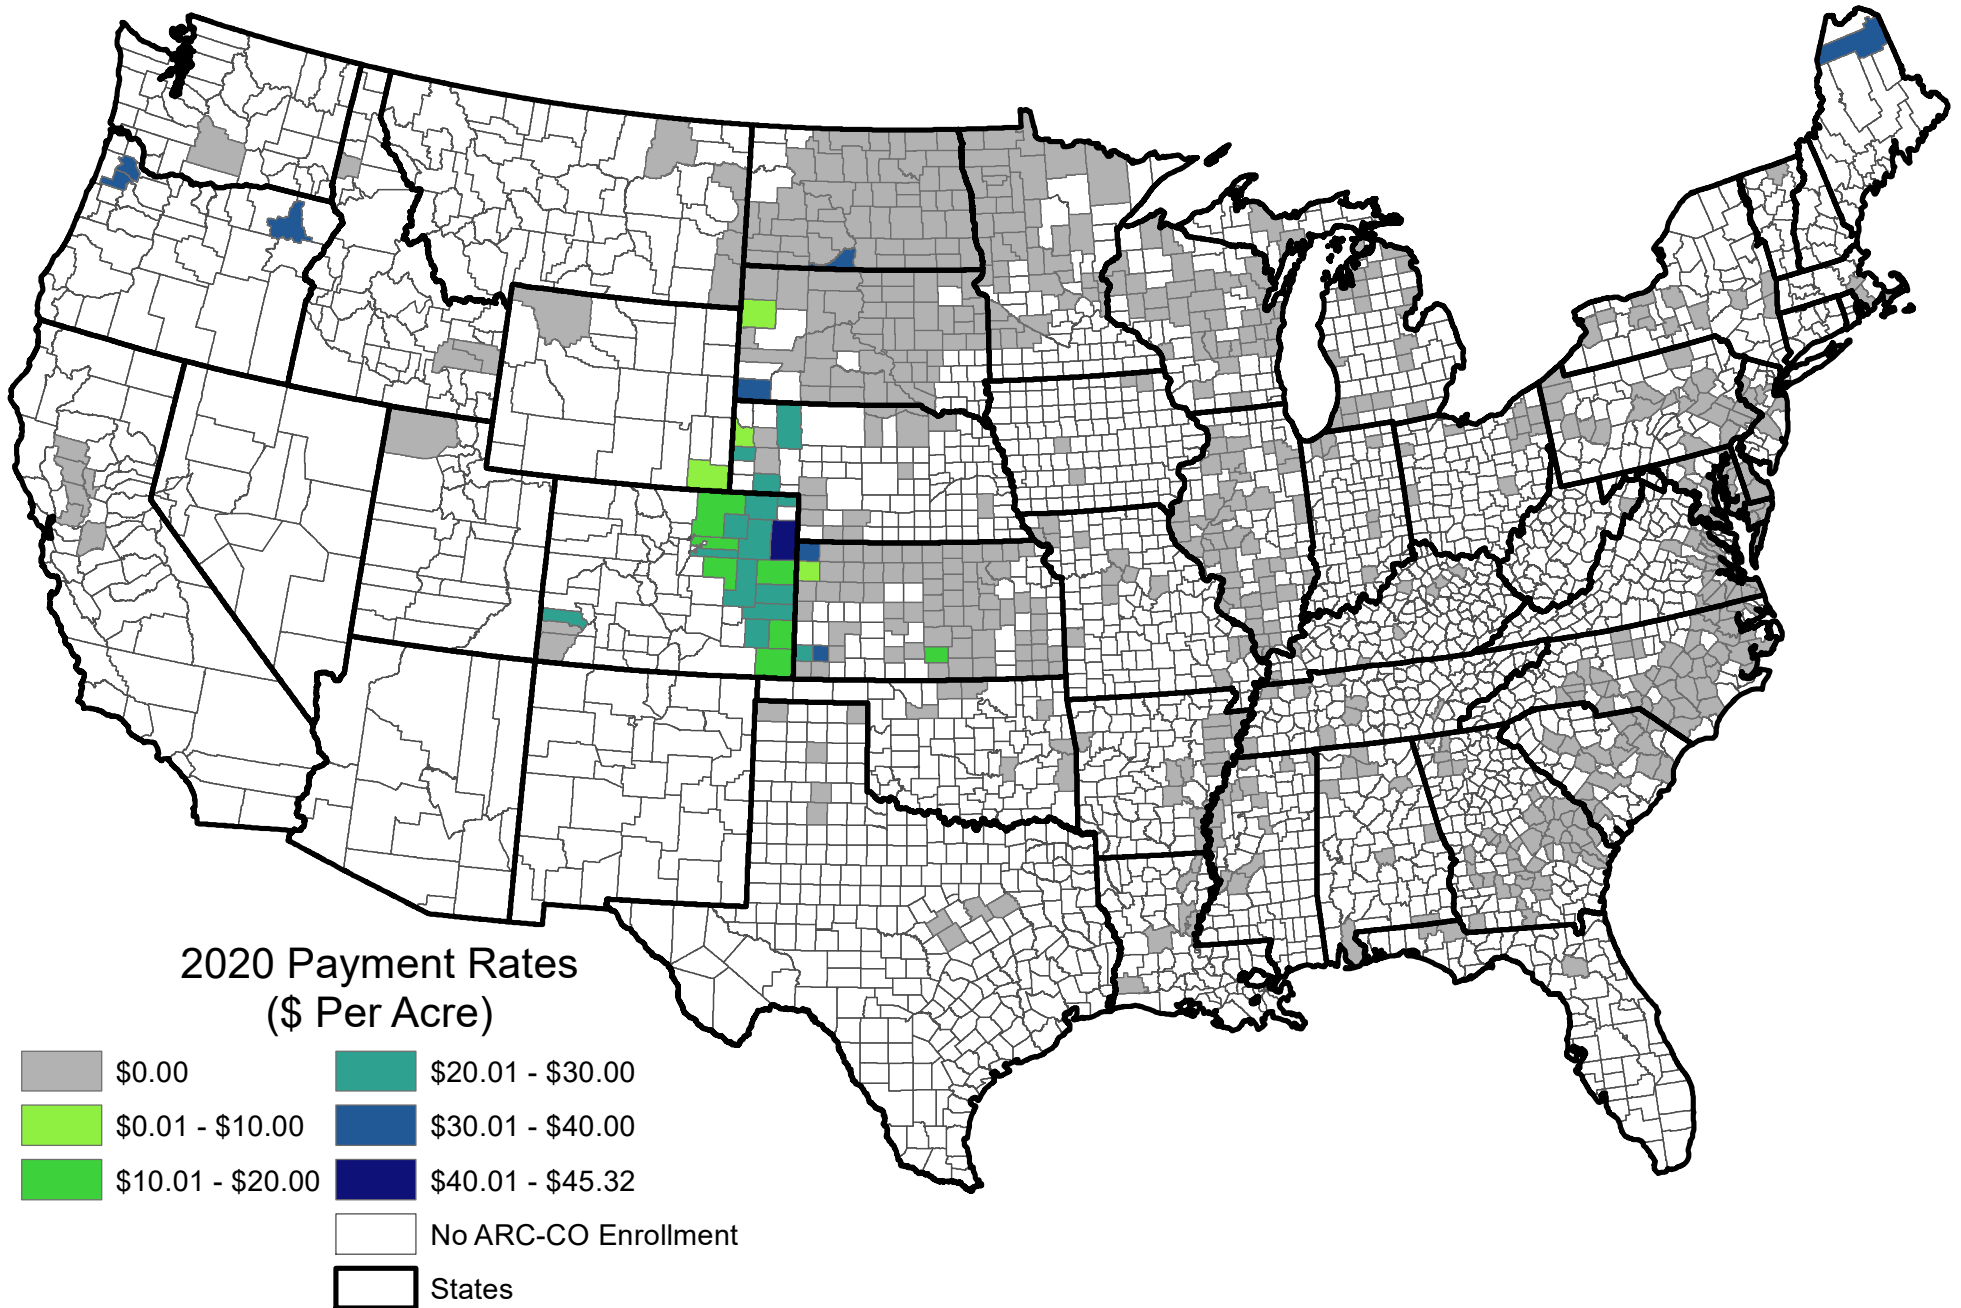 2020 Payment Rates
($ Per Acre)
$0.00
$0.01 - $10.00
$10.01 - $20.00
$20.01 - $30.00
$30.01 - $40.00
$40.01 - $45.32
No ARC-CO Enrollment
States